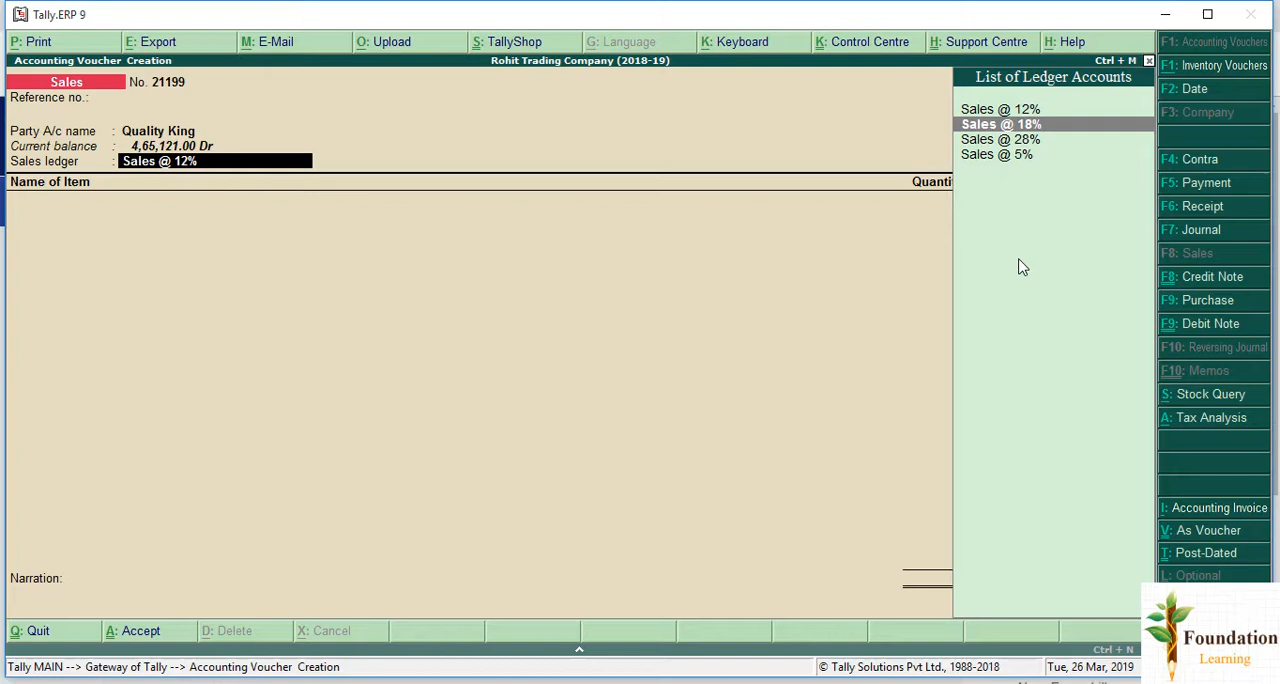 Tally.ERP 9
P: Print E: Export M: E-Mail O: Upload S: TallyShop G: Language K: Keyboard K: Control Centre H: Support Centre H: Help
Accounting Voucher Creation Rohit Trading Company (2018-19) Ctrl + M
Sales No. 21199
Reference no.:
Party A/c name : Quality King
Current balance : 4,65,121.00 Dr
Sales ledger : Sales @ 12%
Name of Item Quanti
List of Ledger Accounts
Sales @ 12%
Sales @ 18%
Sales @ 28%
Sales @ 5%
F1: Accounting Vouchers
F1: Inventory Vouchers
F2: Date
F3: Company
F4: Contra
F5: Payment
F6: Receipt
F7: Journal
F8: Sales
F8: Credit Note
F9: Purchase
F9: Debit Note
F10: Reversing Journal
F10: Memos
S: Stock Query
A: Tax Analysis
I: Accounting Invoice
V: As Voucher
T: Post-Dated
L: Optional
Narration:
Q: Quit A: Accept D: Delete X: Cancel
Ctrl + N
Tally MAIN --> Gateway of Tally --> Accounting Voucher Creation © Tally Solutions Pvt Ltd., 1988-2018 Tue, 26 Mar, 2019
Foundation
Learning